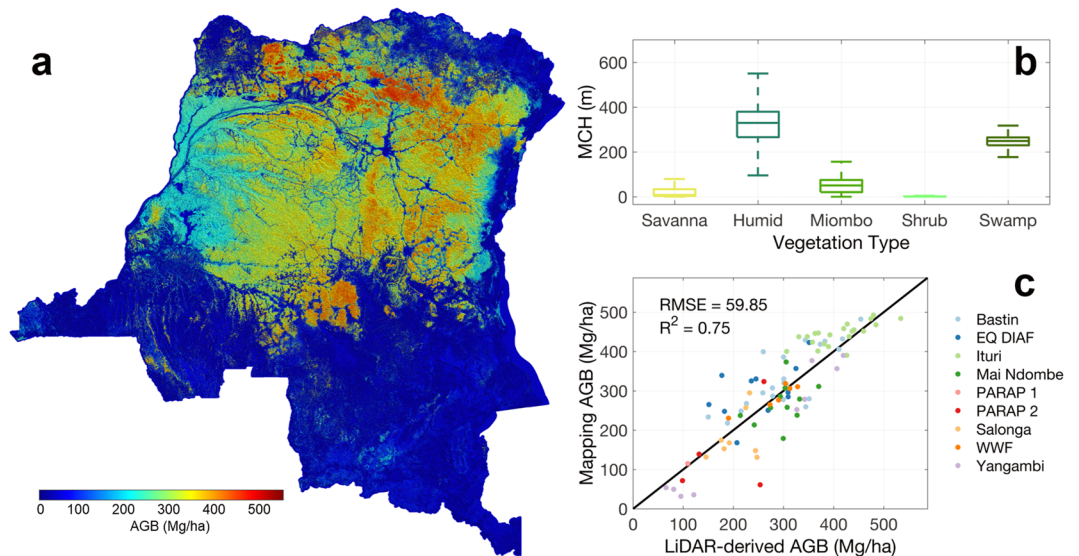 a
0 100 200 300 400 500
AGB (Mg/ha)
b
MCH (m)
600
400
200
0
Savanna Humid Miombo Shrub Swamp
Vegetation Type
c
Mapping AGB (Mg/ha)
RMSE = 59.85
R² = 0.75
500
400
300
200
100
0
0 100 200 300 400 500
LiDAR-derived AGB (Mg/ha)
Bastin
EQ DIAF
Ituri
Mai Ndombe
PARAP 1
PARAP 2
Salonga
WWF
Yangambi